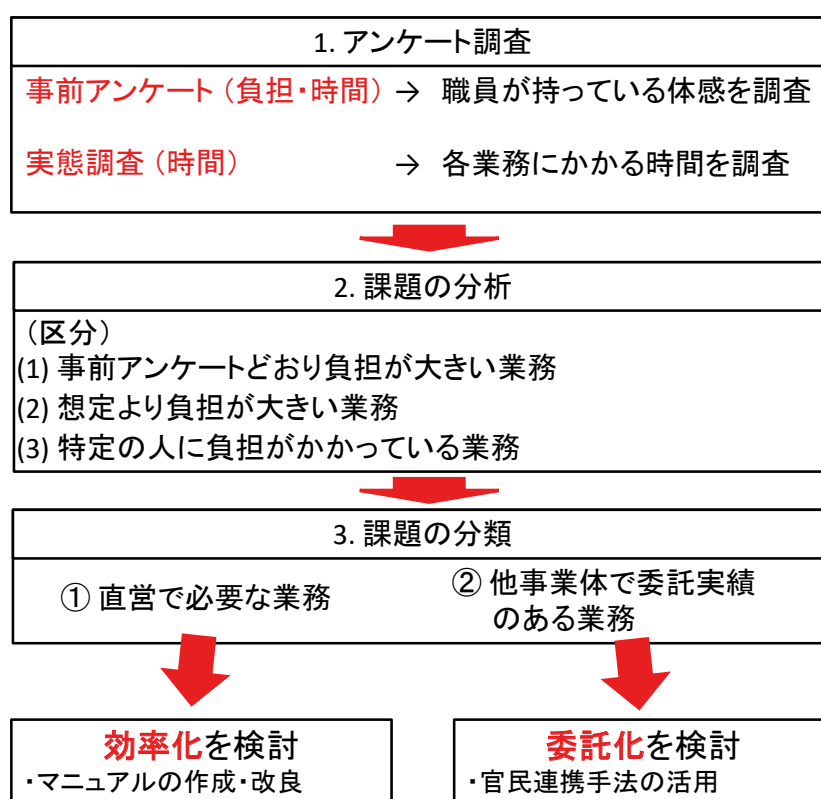 1. アンケート調査
事前アンケート（負担・時間）→ 職員が持っている体感を調査
実態調査（時間） → 各業務にかかる時間を調査
2. 課題の分析
（区分）
(1) 事前アンケートどおり負担が大きい業務
(2) 想定より負担が大きい業務
(3) 特定の人に負担がかかっている業務
3. 課題の分類
① 直営で必要な業務
② 他事業体で委託実績
のある業務
効率化を検討
・マニュアルの作成・改良
委託化を検討
・官民連携手法の活用